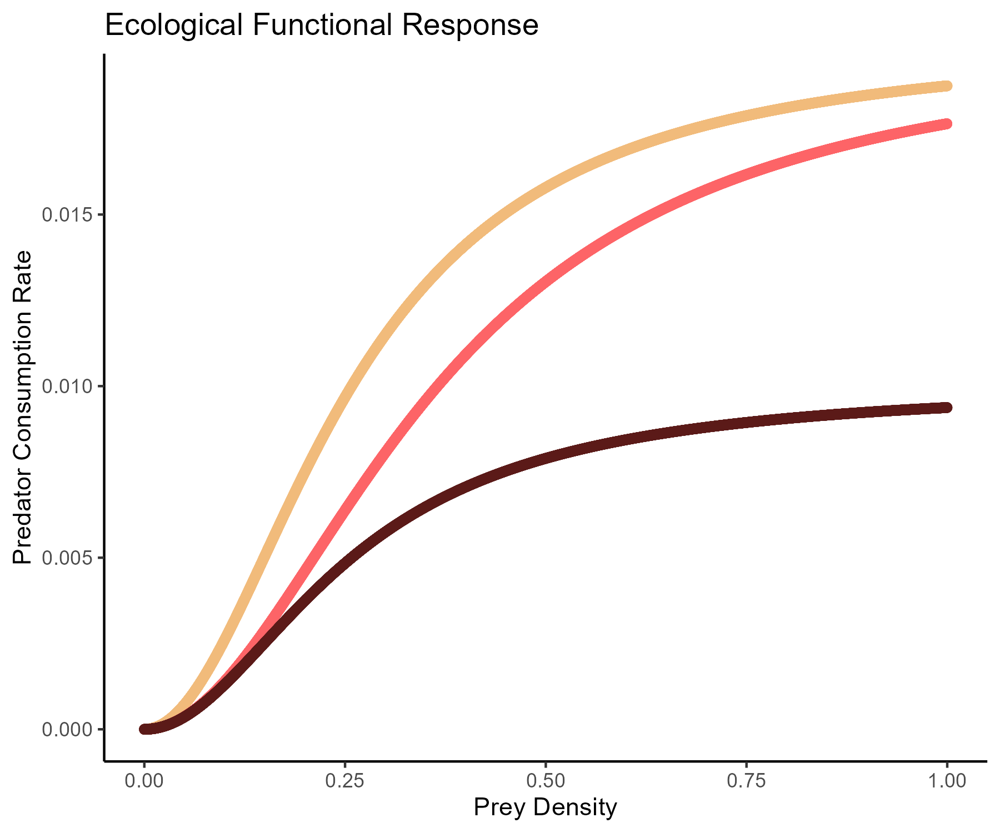 Ecological Functional Response
Predator Consumption Rate
0.015
0.010
0.005
0.000
0.00 0.25 0.50 0.75 1.00
Prey Density